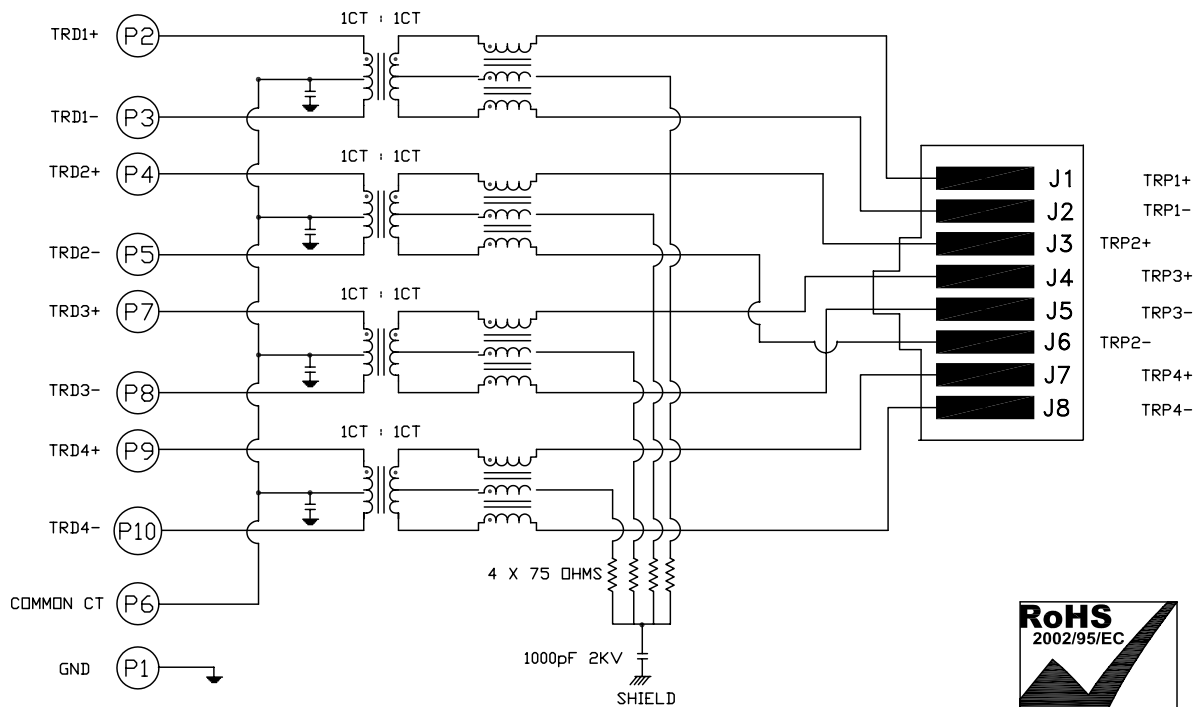 1CT : 1CT
TRD1+ P2
TRD1- P3
1CT : 1CT
TRD2+ P4
TRD2- P5
1CT : 1CT
TRD3+ P7
TRD3- P8
1CT : 1CT
TRD4+ P9
TRD4- P10
COMMON CT P6
GND P1
4 X 75 OHMS
1000pF 2KV
SHIELD
J1 TRP1+
J2 TRP1-
J3 TRP2+
J4 TRP3+
J5 TRP3-
J6 TRP2-
J7 TRP4+
J8 TRP4-
RoHS
2002/95/EC